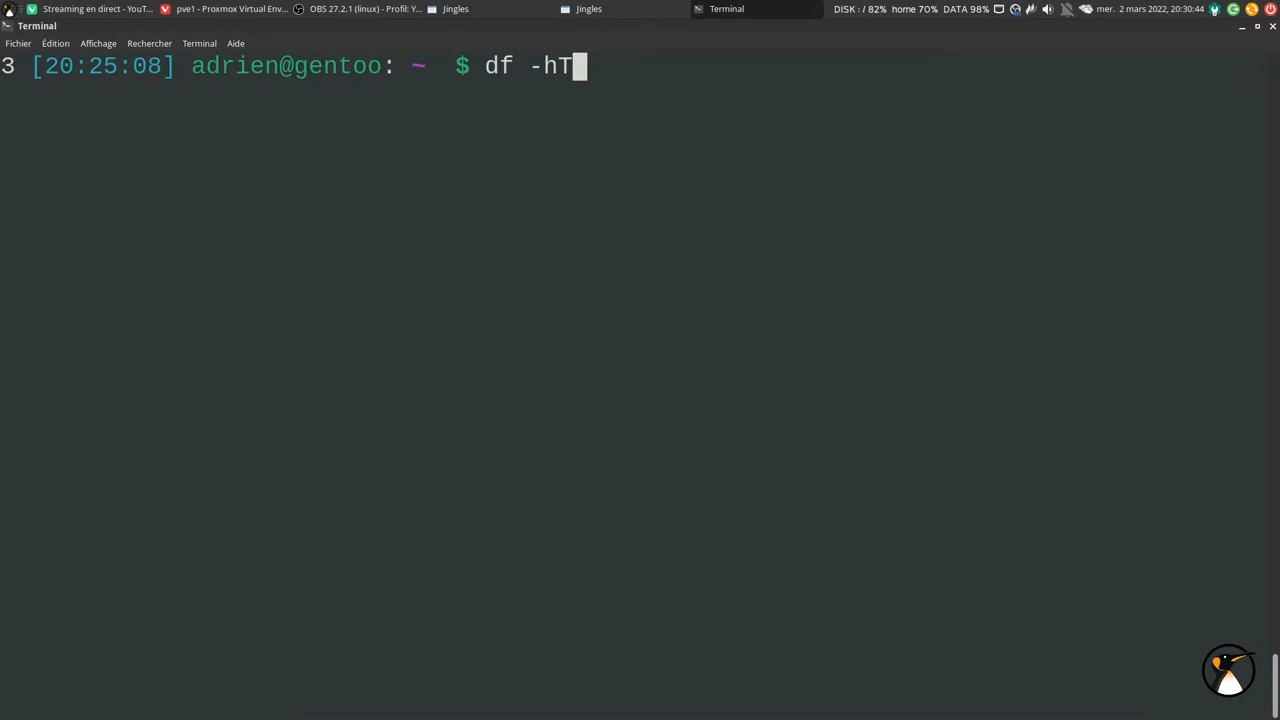 Streaming en direct - YouT... pve1 - Proxmox Virtual Env... OBS 27.2.1 (linux) - Profil: Y... Jingles Jingles Terminal DISK : / 82% home 70% DATA 98% mer. 2 mars 2022, 20:30:44
Terminal
Fichier Édition Affichage Rechercher Terminal Aide
3 [20:25:08] adrien@gentoo: ~ $ df -hT